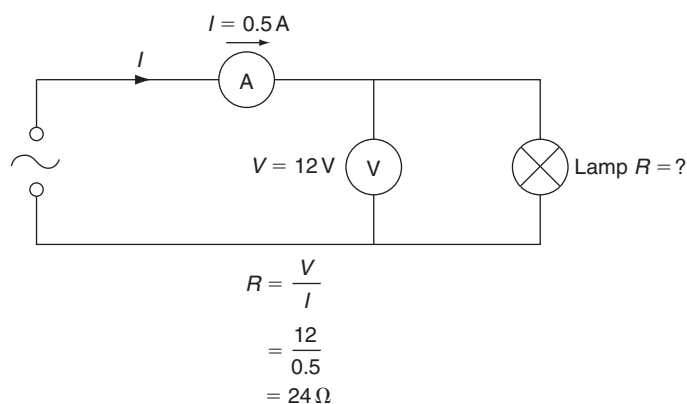 I = 0.5 A
I
A
V = 12 V
V
Lamp R = ?
R = V / I
= 12 / 0.5
= 24 Ω